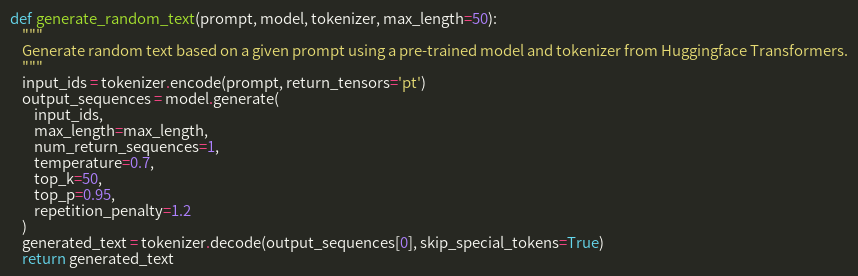 def generate_random_text(prompt, model, tokenizer, max_length=50):
    """
    Generate random text based on a given prompt using a pre-trained model and tokenizer from Huggingface Transformers.
    """
    input_ids = tokenizer.encode(prompt, return_tensors='pt')
    output_sequences = model.generate(
        input_ids,
        max_length=max_length,
        num_return_sequences=1,
        temperature=0.7,
        top_k=50,
        top_p=0.95,
        repetition_penalty=1.2
    )
    generated_text = tokenizer.decode(output_sequences[0], skip_special_tokens=True)
    return generated_text